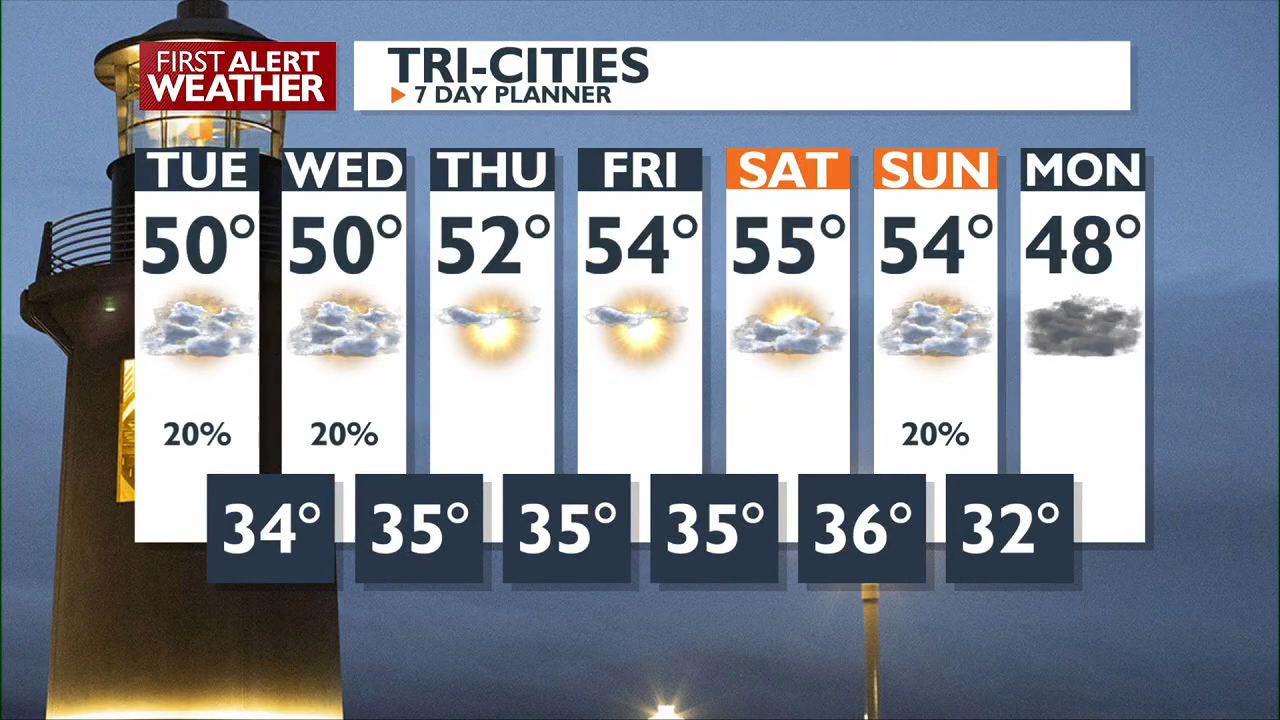 FIRST ALERT
WEATHER
TRI-CITIES
7 DAY PLANNER
TUE WED THU FRI SAT SUN MON
50° 50° 52° 54° 55° 54° 48°
20% 20% 20%
34° 35° 35° 35° 36° 32°